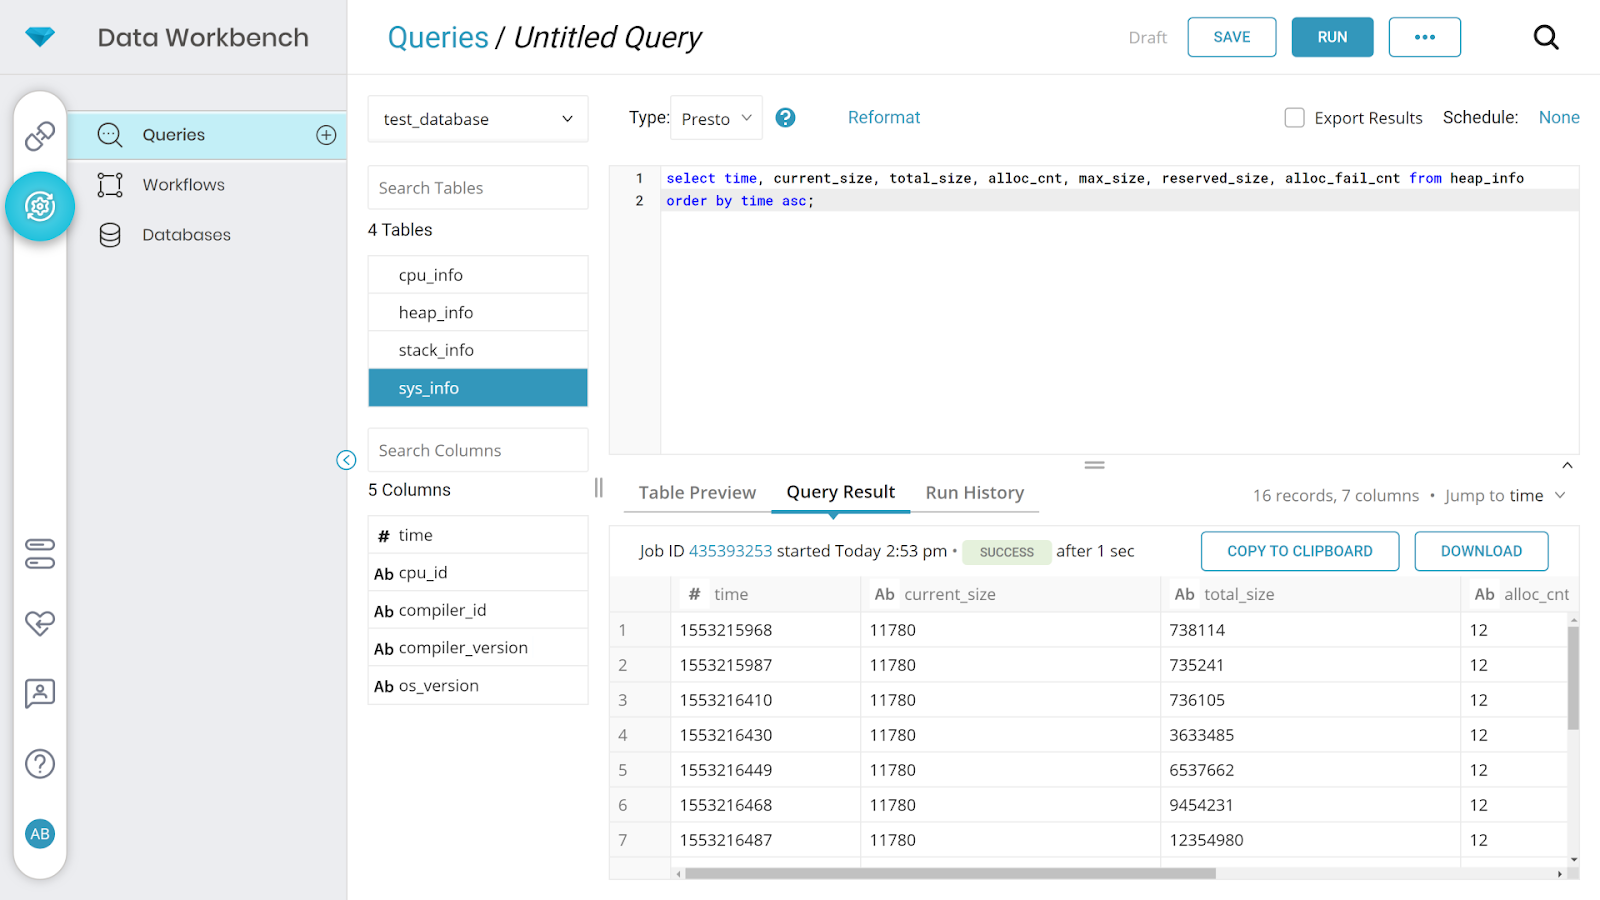 Data Workbench
Queries / Untitled Query
Draft
SAVE
RUN
Queries
Workflows
Databases
AB
test_database
Search Tables
4 Tables
cpu_info
heap_info
stack_info
sys_info
Search Columns
5 Columns
# time
Ab cpu_id
Ab compiler_id
Ab compiler_version
Ab os_version
Type: Presto
Reformat
Export Results
Schedule: None
1 select time, current_size, total_size, alloc_cnt, max_size, reserved_size, alloc_fail_cnt from heap_info
2 order by time asc;
Table Preview Query Result Run History
16 records, 7 columns • Jump to time
Job ID 435393253 started Today 2:53 pm • SUCCESS after 1 sec
COPY TO CLIPBOARD DOWNLOAD
# time Ab current_size Ab total_size Ab alloc_cnt
1 1553215968 11780 738114 12
2 1553215987 11780 735241 12
3 1553216410 11780 736105 12
4 1553216430 11780 3633485 12
5 1553216449 11780 6537662 12
6 1553216468 11780 9454231 12
7 1553216487 11780 12354980 12